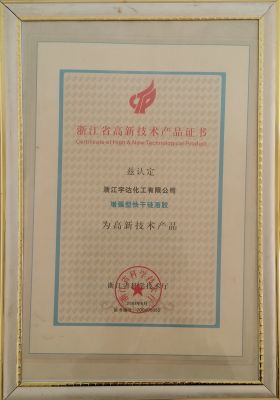 浙江省高新技术产品证书
Certificate of High & New Technological Product
兹认定
浙江宇达化工有限公司
增强型快干硅溶胶
为高新技术产品
浙江省科学技术厅